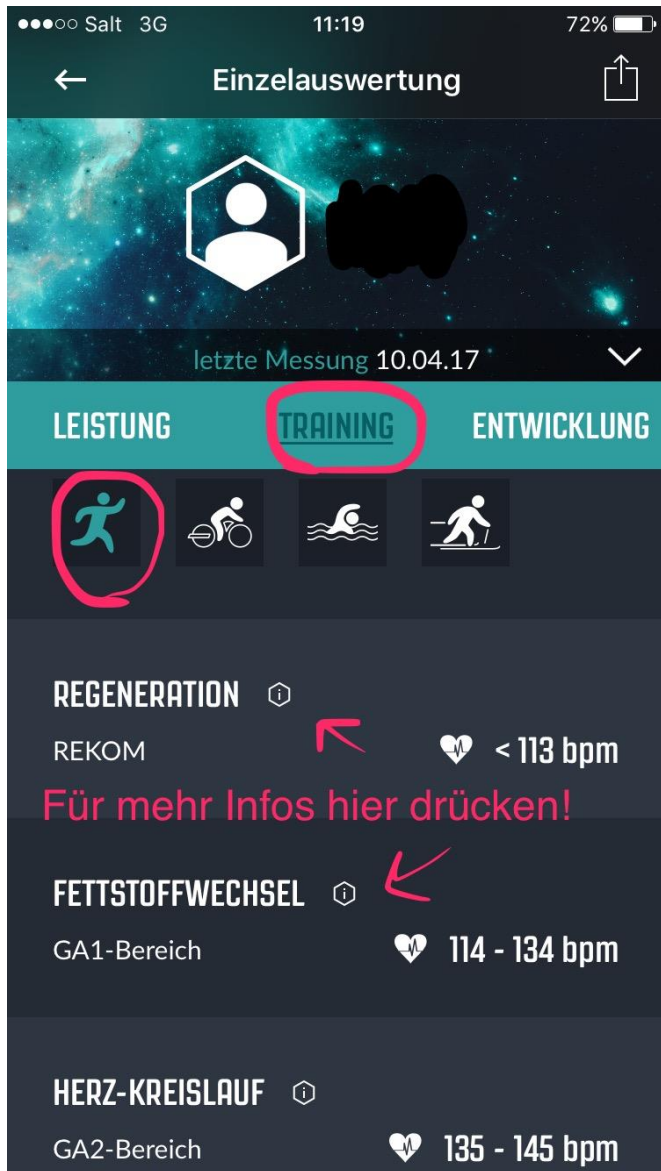 Salt 3G 11:19 72%
Einzelauswertung
letzte Messung 10.04.17
LEISTUNG TRAINING ENTWICKLUNG
REGENERATION
REKOM < 113 bpm
Für mehr Infos hier drücken!
FETTSTOFFWECHSEL
GA1-Bereich 114 - 134 bpm
HERZ-KREISLAUF
GA2-Bereich 135 - 145 bpm